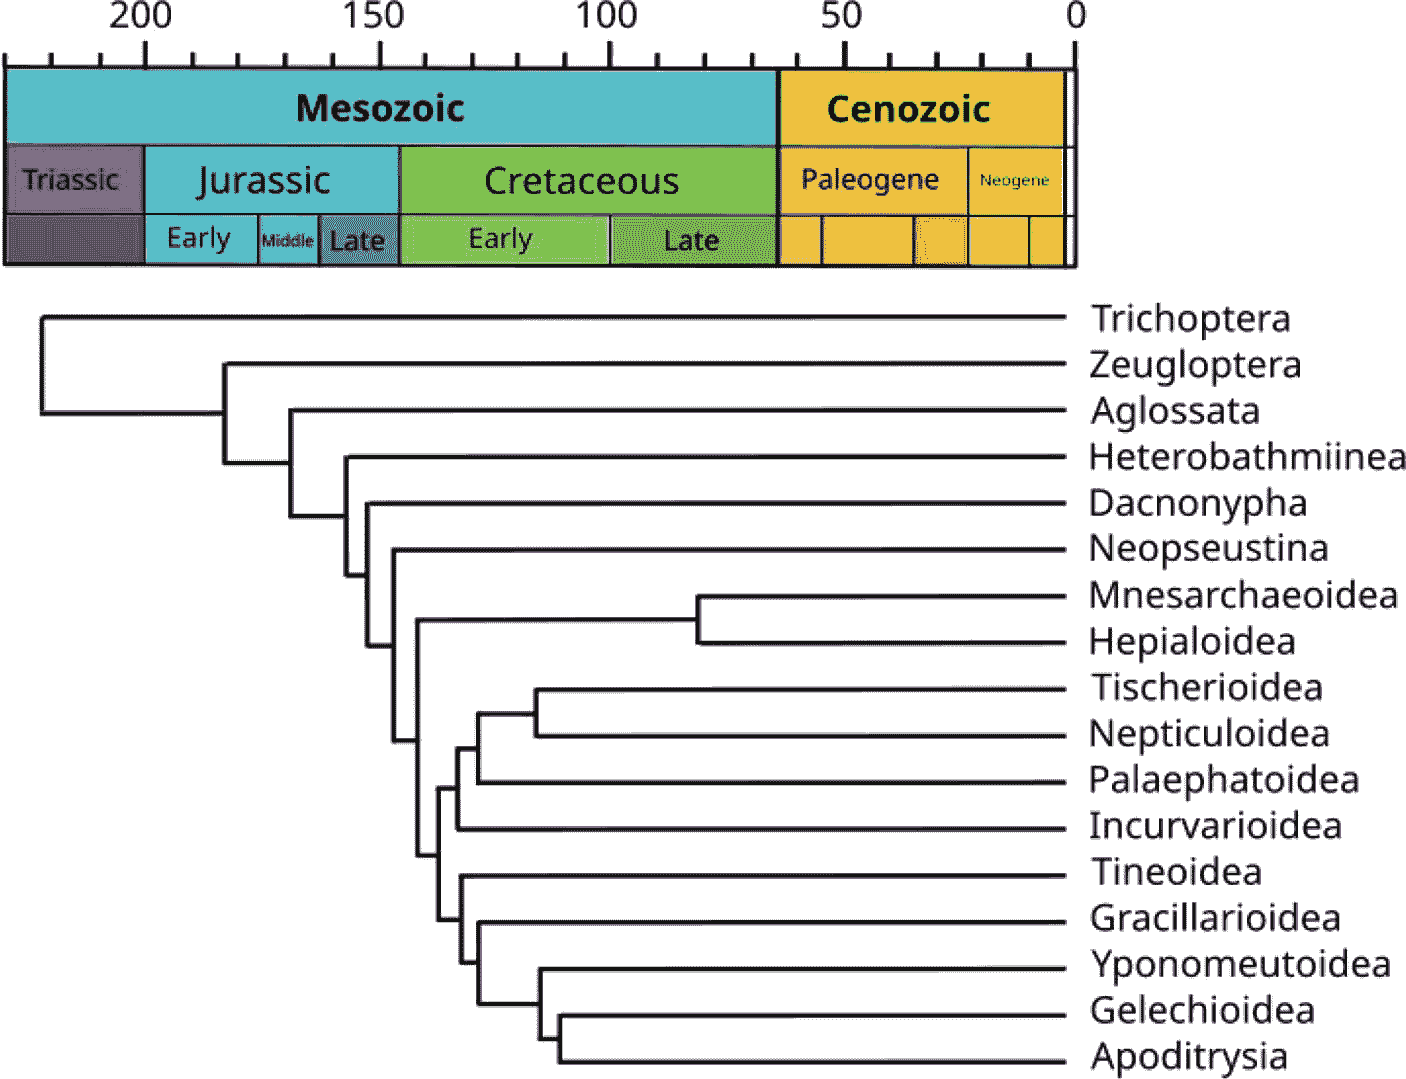 200 150 100 50 0
Mesozoic Cenozoic
Triassic Jurassic Cretaceous Paleogene Neogene
Early Middle Late Early Late
Trichoptera
Zeugloptera
Aglossata
Heterobathmiinea
Dacnonypha
Neopseustina
Mnesarchaeoidea
Hepialoidea
Tischerioidea
Nepticuloidea
Palaephatoidea
Incurvarioidea
Tineoidea
Gracillarioidea
Yponomeutoidea
Gelechioidea
Apoditrysia